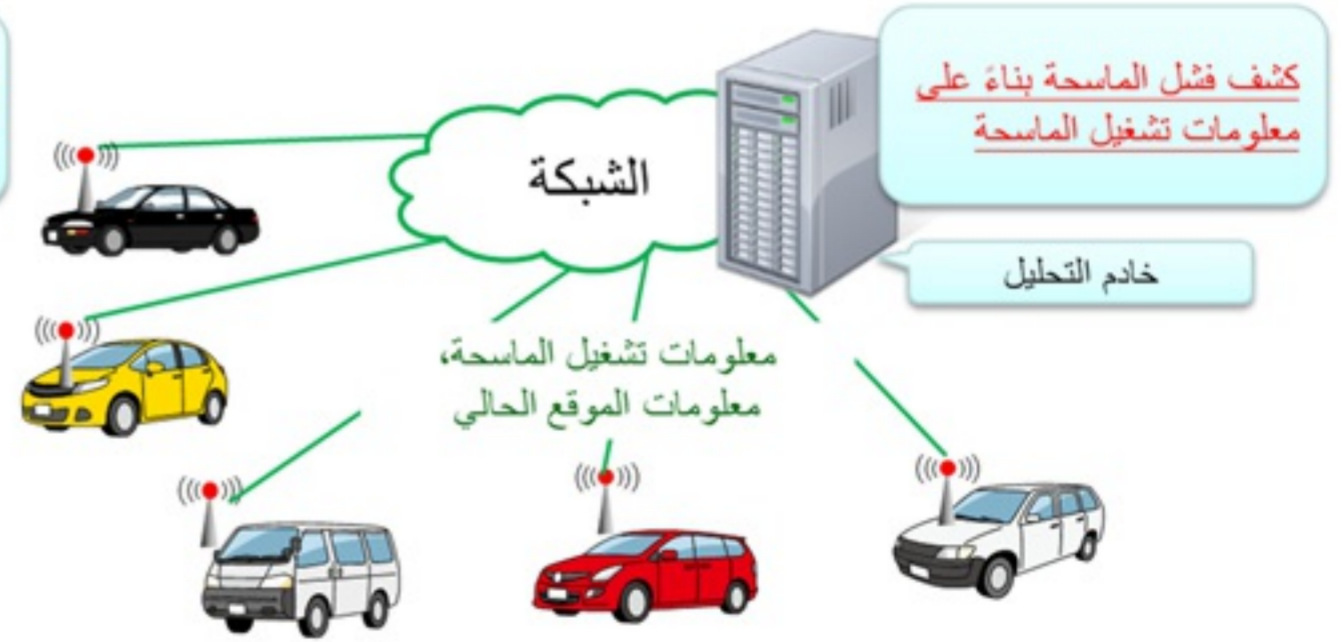 كشف فشل الماسحة بناءً على
معلومات تشغيل الماسحة
الشبكة
خادم التحليل
معلومات تشغيل الماسحة،
معلومات الموقع الحالي